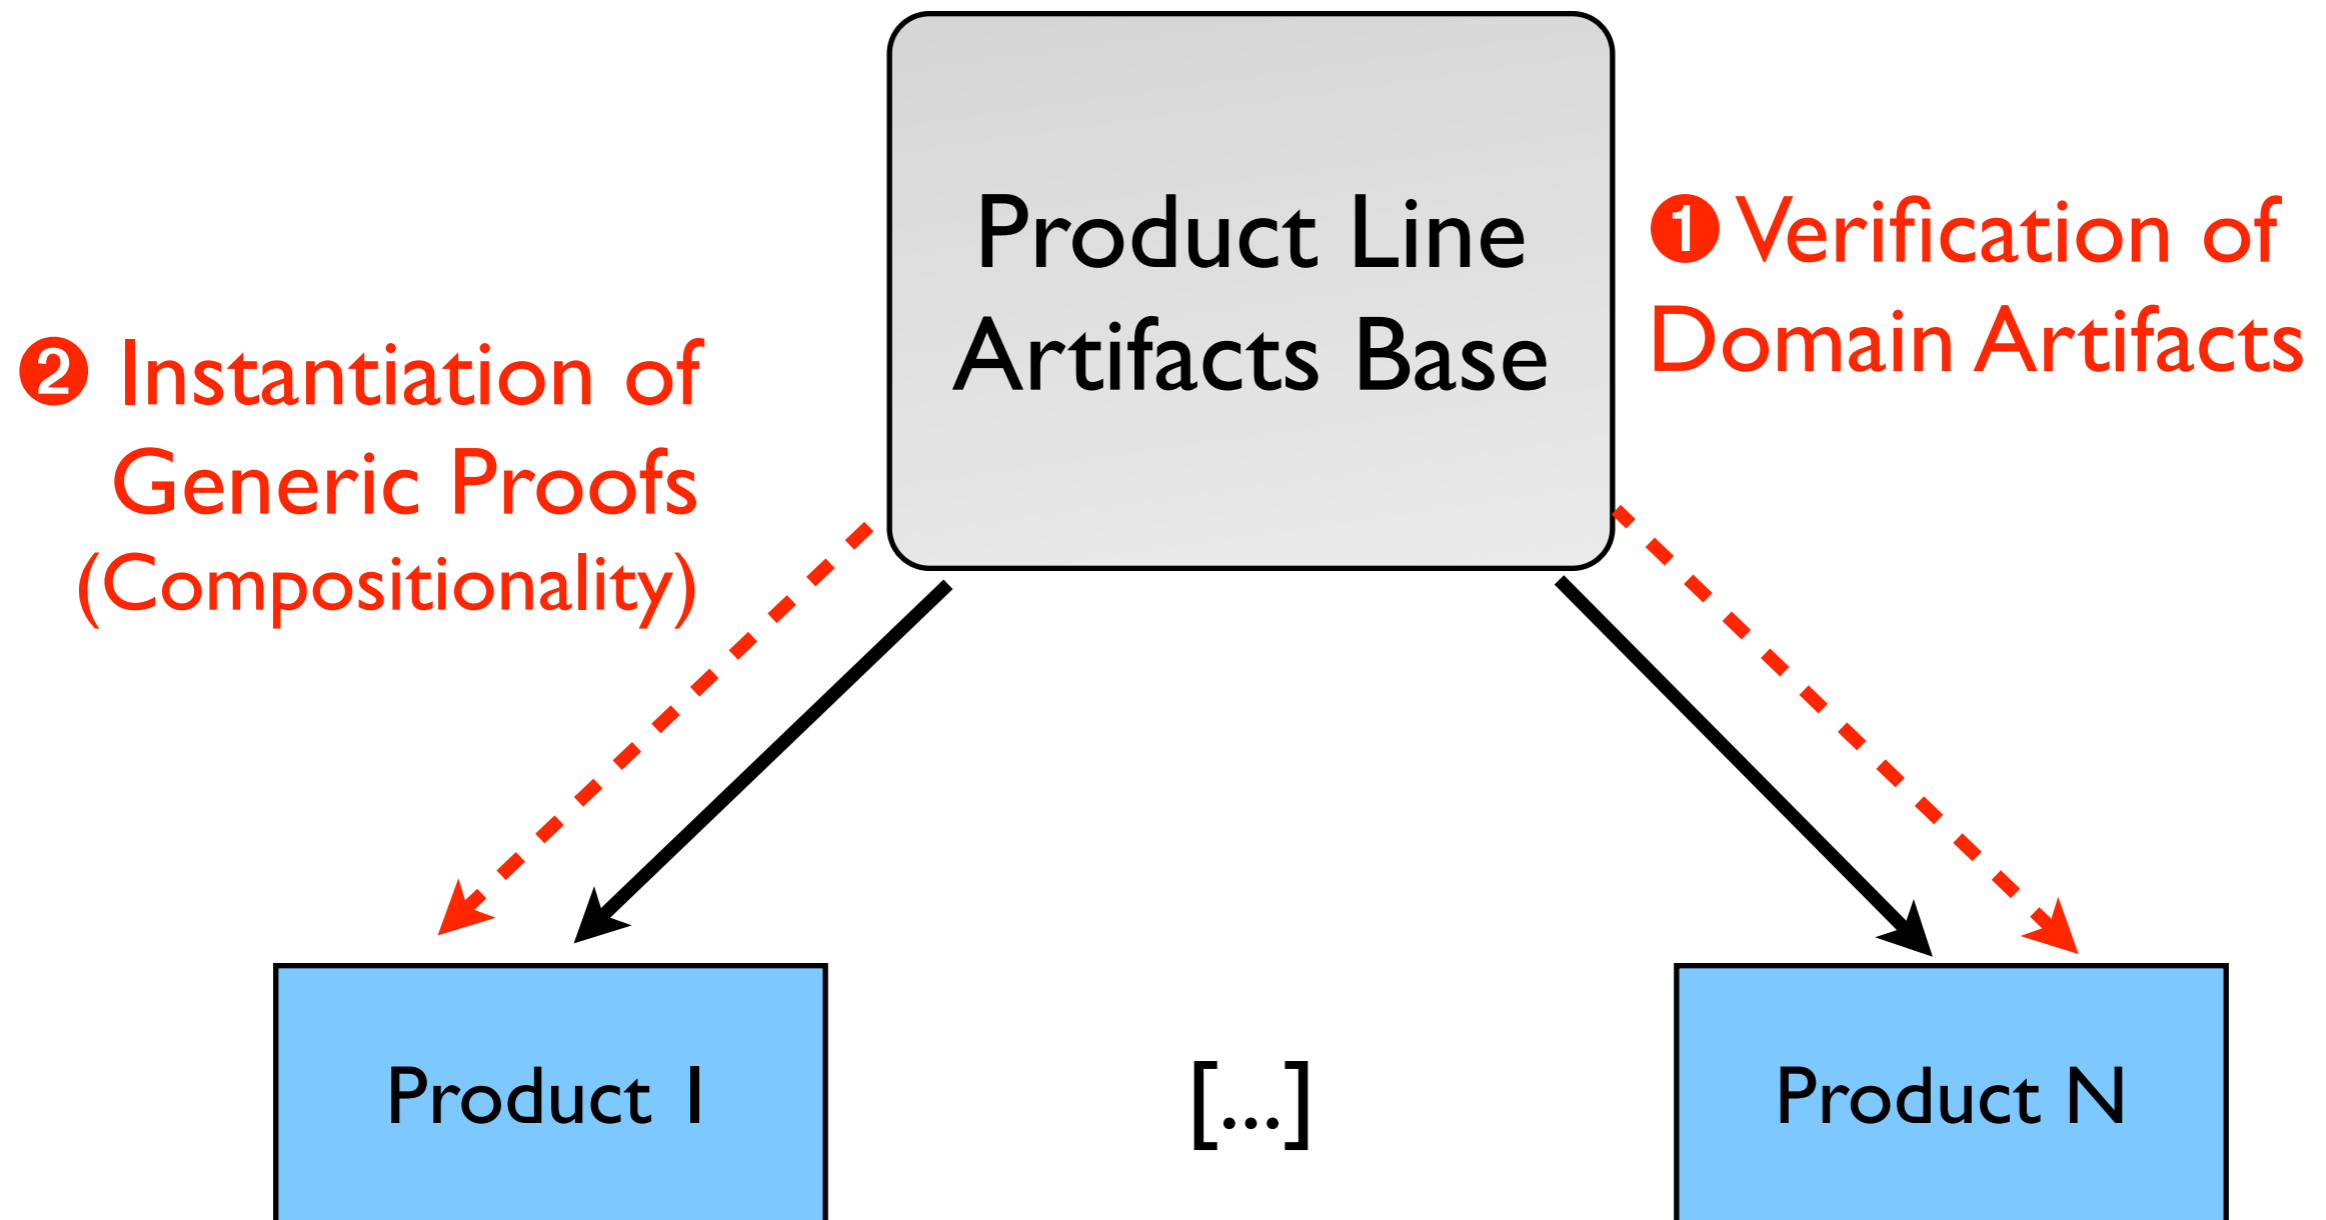 Product Line
Artifacts Base
❶ Verification of
Domain Artifacts
❷ Instantiation of
Generic Proofs
(Compositionality)
Product 1
[...]
Product N